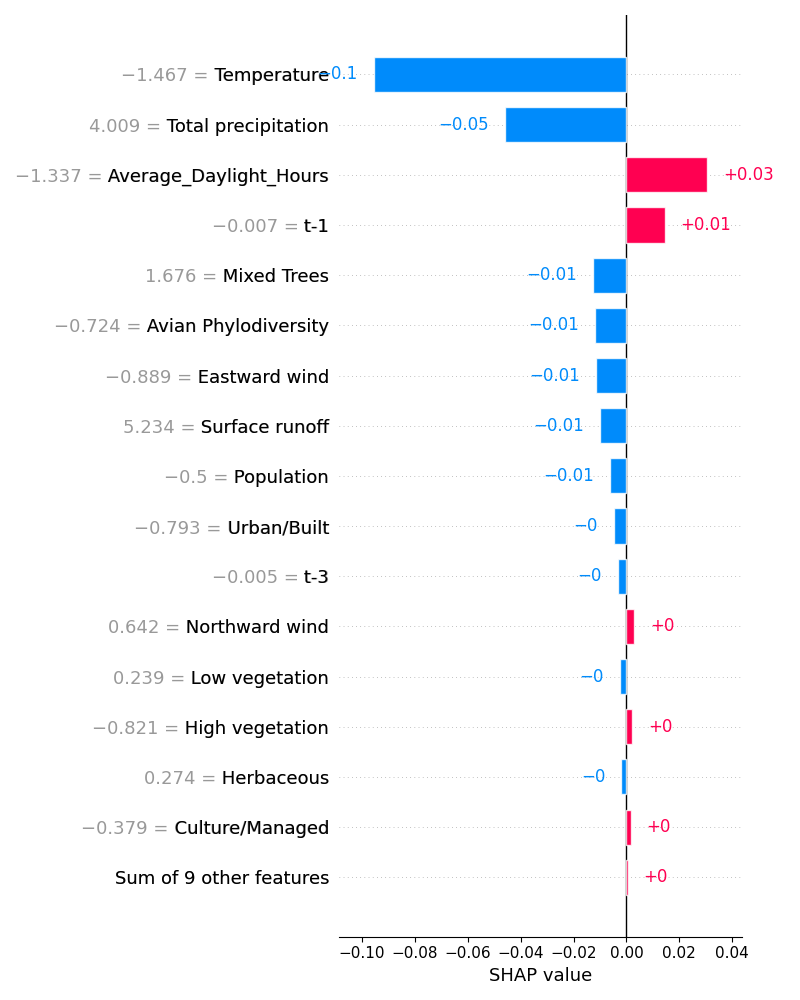 −1.467 = Temperature −0.1
4.009 = Total precipitation −0.05
−1.337 = Average_Daylight_Hours +0.03
−0.007 = t-1 +0.01
1.676 = Mixed Trees −0.01
−0.724 = Avian Phylodiversity −0.01
−0.889 = Eastward wind −0.01
5.234 = Surface runoff −0.01
−0.5 = Population −0.01
−0.793 = Urban/Built −0
−0.005 = t-3 −0
0.642 = Northward wind +0
0.239 = Low vegetation −0
−0.821 = High vegetation +0
0.274 = Herbaceous −0
−0.379 = Culture/Managed +0
Sum of 9 other features +0
−0.10 −0.08 −0.06 −0.04 −0.02 0.00 0.02 0.04
SHAP value